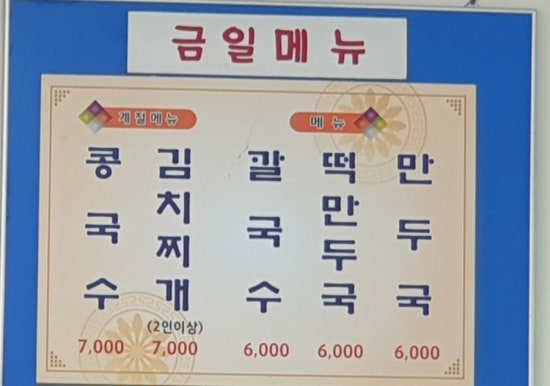 금일메뉴
계절메뉴
메뉴
콩국수
김치찌개
(2인이상)
칼국수
떡만두국
만두국
7,000
7,000
6,000
6,000
6,000